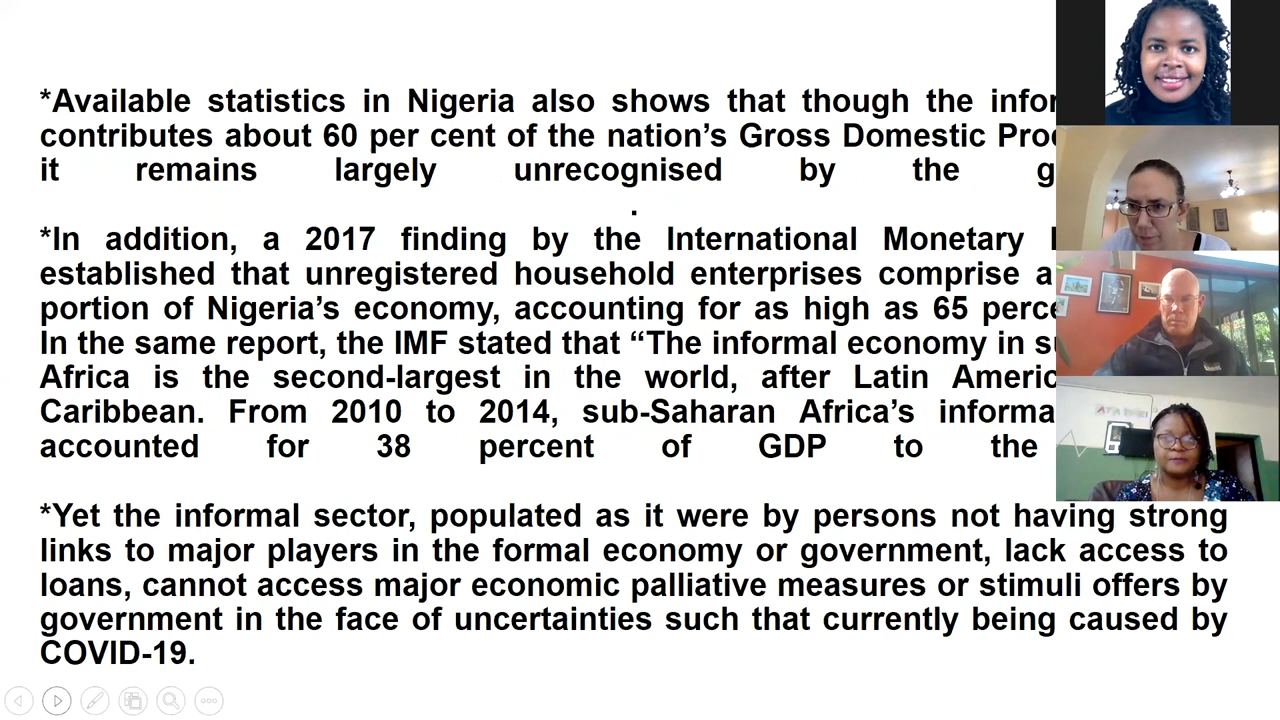 *Available statistics in Nigeria also shows that though the
contributes about 60 per cent of the nation’s Gross Domestic
it remains largely unrecognised by the
.
*In addition, a 2017 finding by the International Monetary
established that unregistered household enterprises comprise a
portion of Nigeria’s economy, accounting for as high as 65
In the same report, the IMF stated that “The informal economy in
Africa is the second-largest in the world, after Latin
Caribbean. From 2010 to 2014, sub-Saharan Africa’s
accounted for 38 percent of GDP to the
*Yet the informal sector, populated as it were by persons not having strong
links to major players in the formal economy or government, lack access to
loans, cannot access major economic palliative measures or stimuli offers by
government in the face of uncertainties such that currently being caused by
COVID-19.